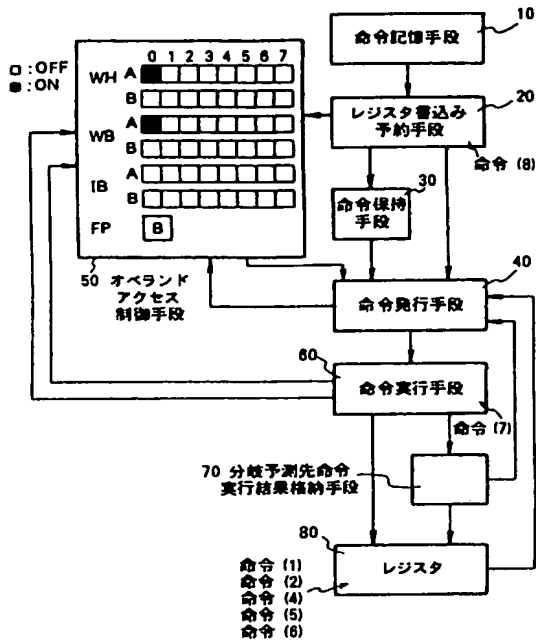 10
命令記憶手段
0 1 2 3 4 5 6 7
□:OFF
■:ON
WH A
B
WB A
B
IB A
B
FP B
20
レジスタ書込み
予約手段
命令 (8)
30
命令保持
手段
50 オペランド
アクセス
制御手段
40
命令発行手段
60
命令実行手段
命令 (7)
70 分岐予測先命令
実行結果格納手段
80
レジスタ
命令 (1)
命令 (2)
命令 (4)
命令 (5)
命令 (6)